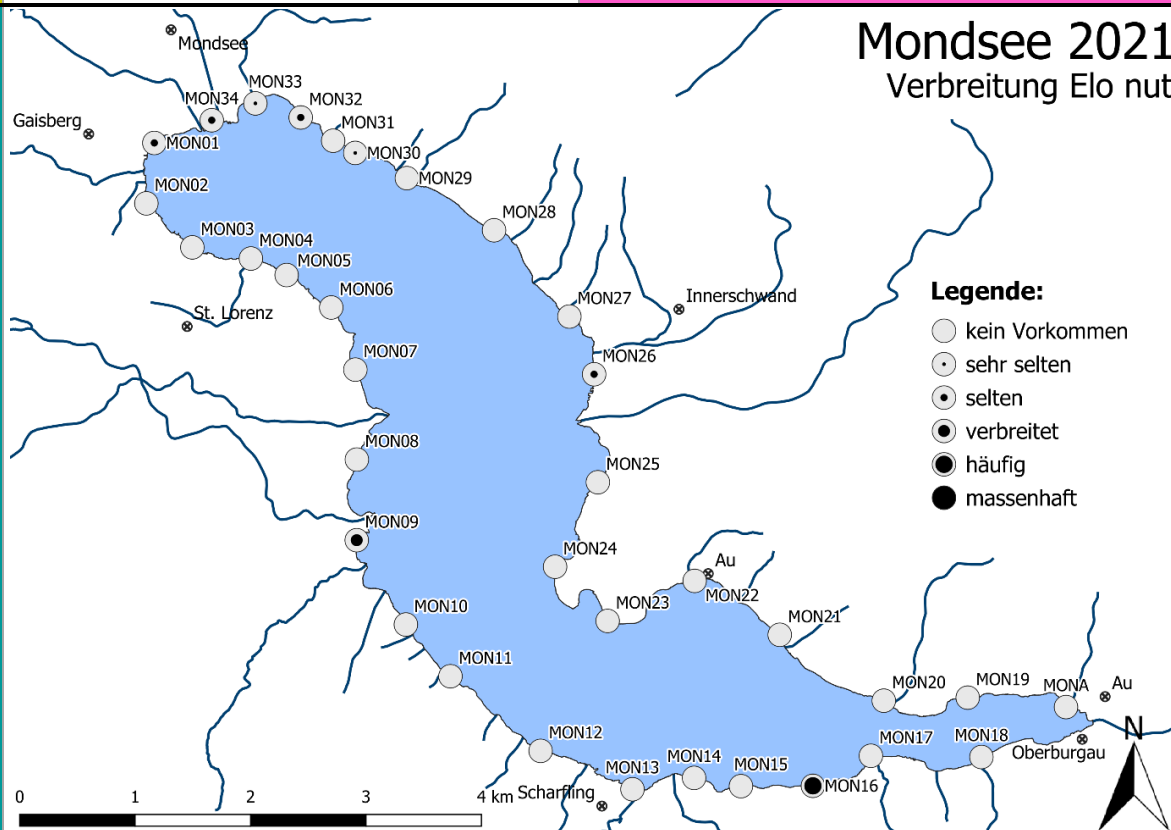 Mondsee 2021
Verbreitung Elo nut
Mondsee
MON33
MON34
MON32
Gaisberg
MON31
MON01
MON30
MON29
MON02
MON28
MON03
MON04
MON05
MON06
MON27
Innerschwand
St. Lorenz
MON26
MON07
MON08
MON25
MON09
MON24
Au
MON22
MON23
MON10
MON21
MON11
MON20
MON19
MONA
Au
MON12
MON17
MON18
Oberburgau
MON13
MON14
MON15
MON16
Scharfling
Legende:
kein Vorkommen
sehr selten
selten
verbreitet
häufig
massenhaft
0 1 2 3 4 km
N